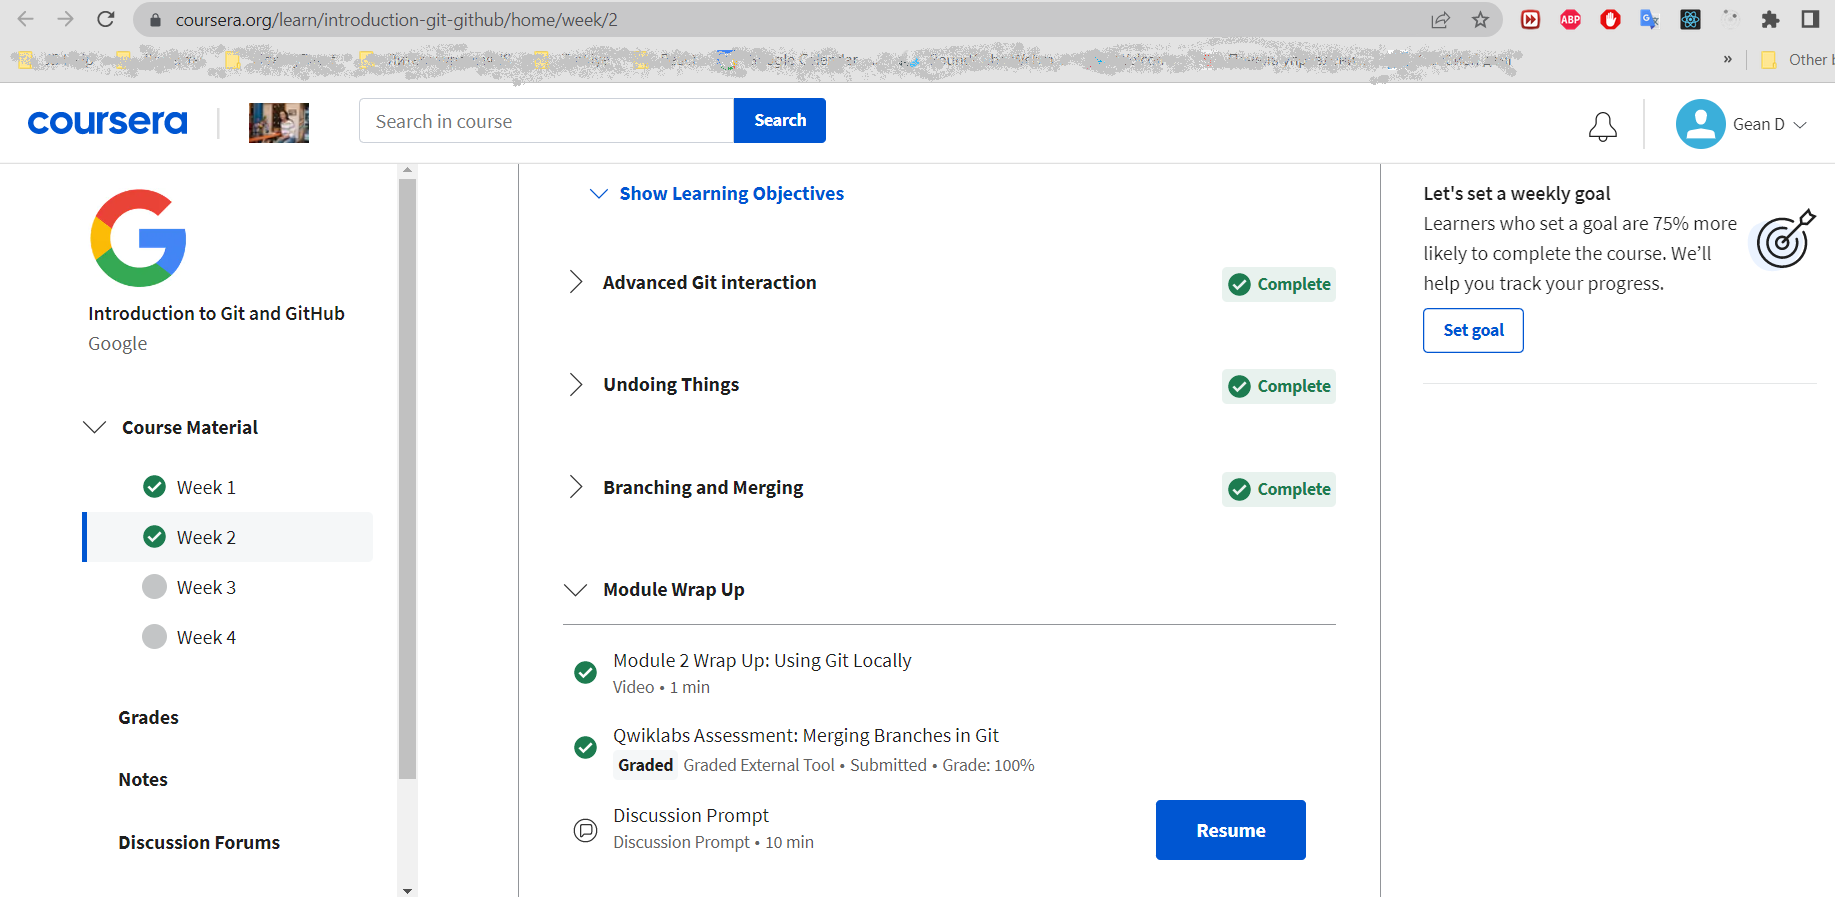 coursera.org/learn/introduction-git-github/home/week/2
ABP
»
Other b
coursera
Search in course
Search
Gean D
Introduction to Git and GitHub
Google
Course Material
Week 1
Week 2
Week 3
Week 4
Grades
Notes
Discussion Forums
Show Learning Objectives
Advanced Git interaction
Complete
Undoing Things
Complete
Branching and Merging
Complete
Module Wrap Up
Module 2 Wrap Up: Using Git Locally
Video • 1 min
Qwiklabs Assessment: Merging Branches in Git
Graded Graded External Tool • Submitted • Grade: 100%
Discussion Prompt
Discussion Prompt • 10 min
Resume
Let's set a weekly goal
Learners who set a goal are 75% more
likely to complete the course. We’ll
help you track your progress.
Set goal